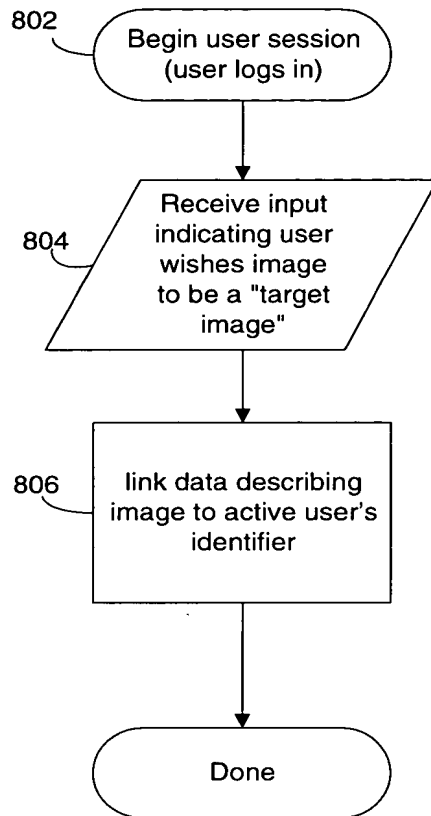 802
Begin user session
(user logs in)
804
Receive input
indicating user
wishes image
to be a "target
image"
806
link data describing
image to active user's
identifier
Done